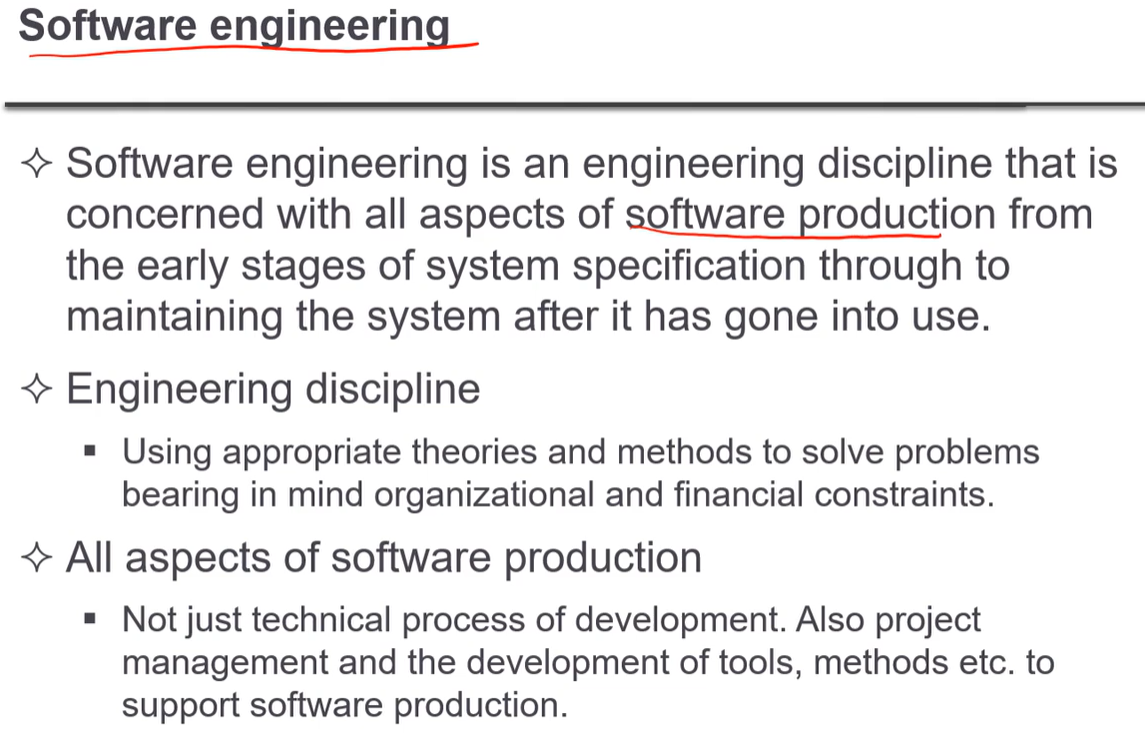 Software engineering
✧ Software engineering is an engineering discipline that is
concerned with all aspects of software production from
the early stages of system specification through to
maintaining the system after it has gone into use.
✧ Engineering discipline
▪ Using appropriate theories and methods to solve problems
bearing in mind organizational and financial constraints.
✧ All aspects of software production
▪ Not just technical process of development. Also project
management and the development of tools, methods etc. to
support software production.